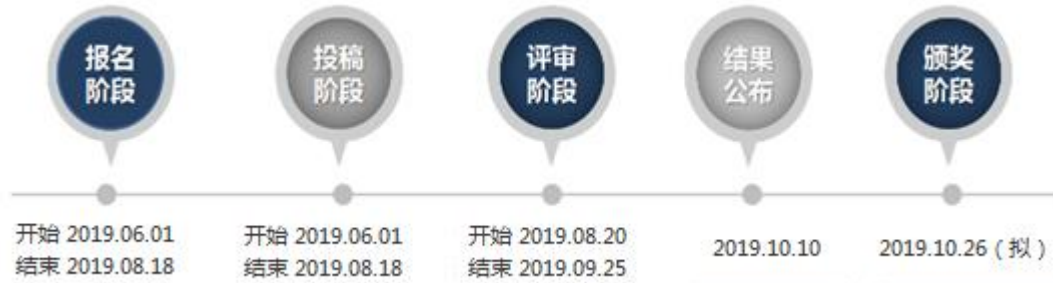 报名
阶段
投稿
阶段
评审
阶段
结果
公布
颁奖
阶段
开始 2019.06.01
结束 2019.08.18
开始 2019.06.01
结束 2019.08.18
开始 2019.08.20
结束 2019.09.25
2019.10.10
2019.10.26（拟）